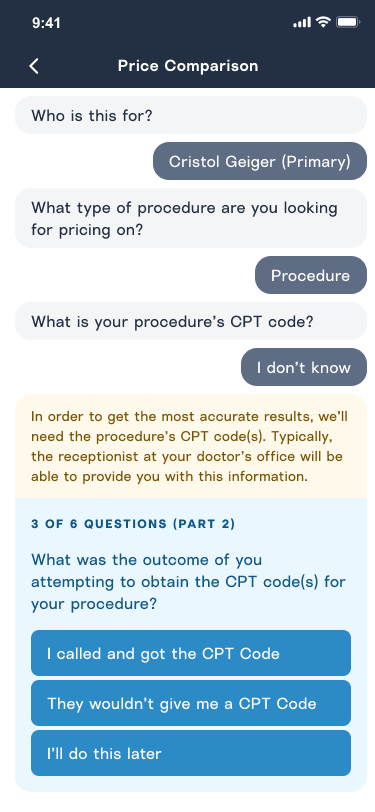 9:41
Price Comparison
Who is this for?
Cristol Geiger (Primary)
What type of procedure are you looking
for pricing on?
Procedure
What is your procedure's CPT code?
I don't know
In order to get the most accurate results, we'll
need the procedure's CPT code(s). Typically,
the receptionist at your doctor's office will be
able to provide you with this information.
3 OF 6 QUESTIONS (PART 2)
What was the outcome of you
attempting to obtain the CPT code(s) for
your procedure?
I called and got the CPT Code
They wouldn't give me a CPT Code
I'll do this later